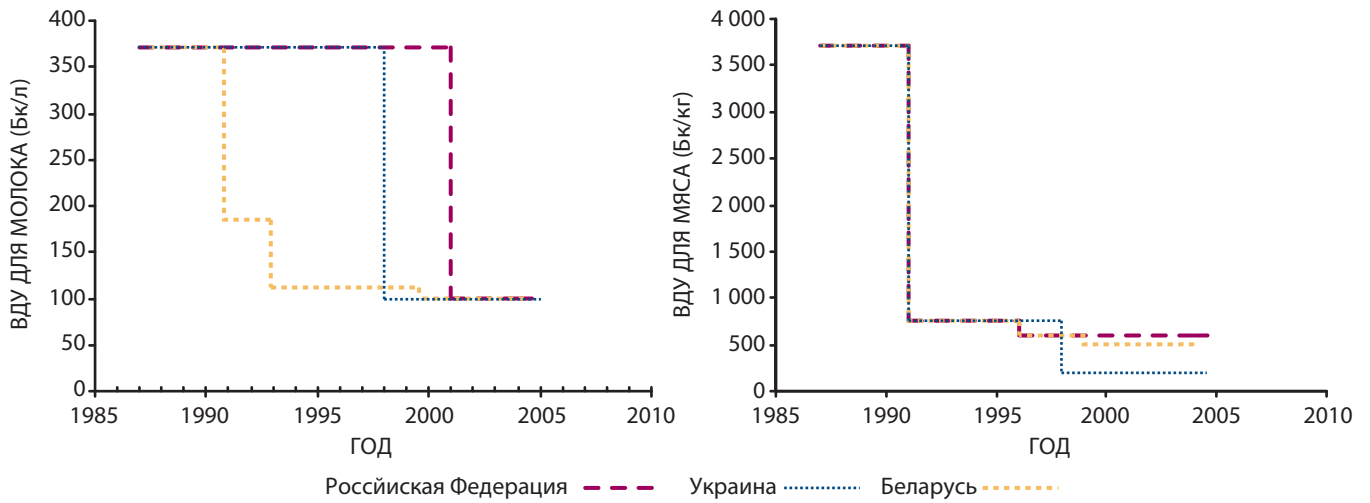 ВДУ ДЛЯ МОЛОКА (Бк/л)
400
350
300
250
200
150
100
50
0
1985 1990 1995 2000 2005 2010
ГОД
ВДУ ДЛЯ МЯСА (Бк/кг)
4 000
3 500
3 000
2 500
2 000
1 500
1 000
500
0
1985 1990 1995 2000 2005 2010
ГОД
Россйиская Федерация Украина Беларусь